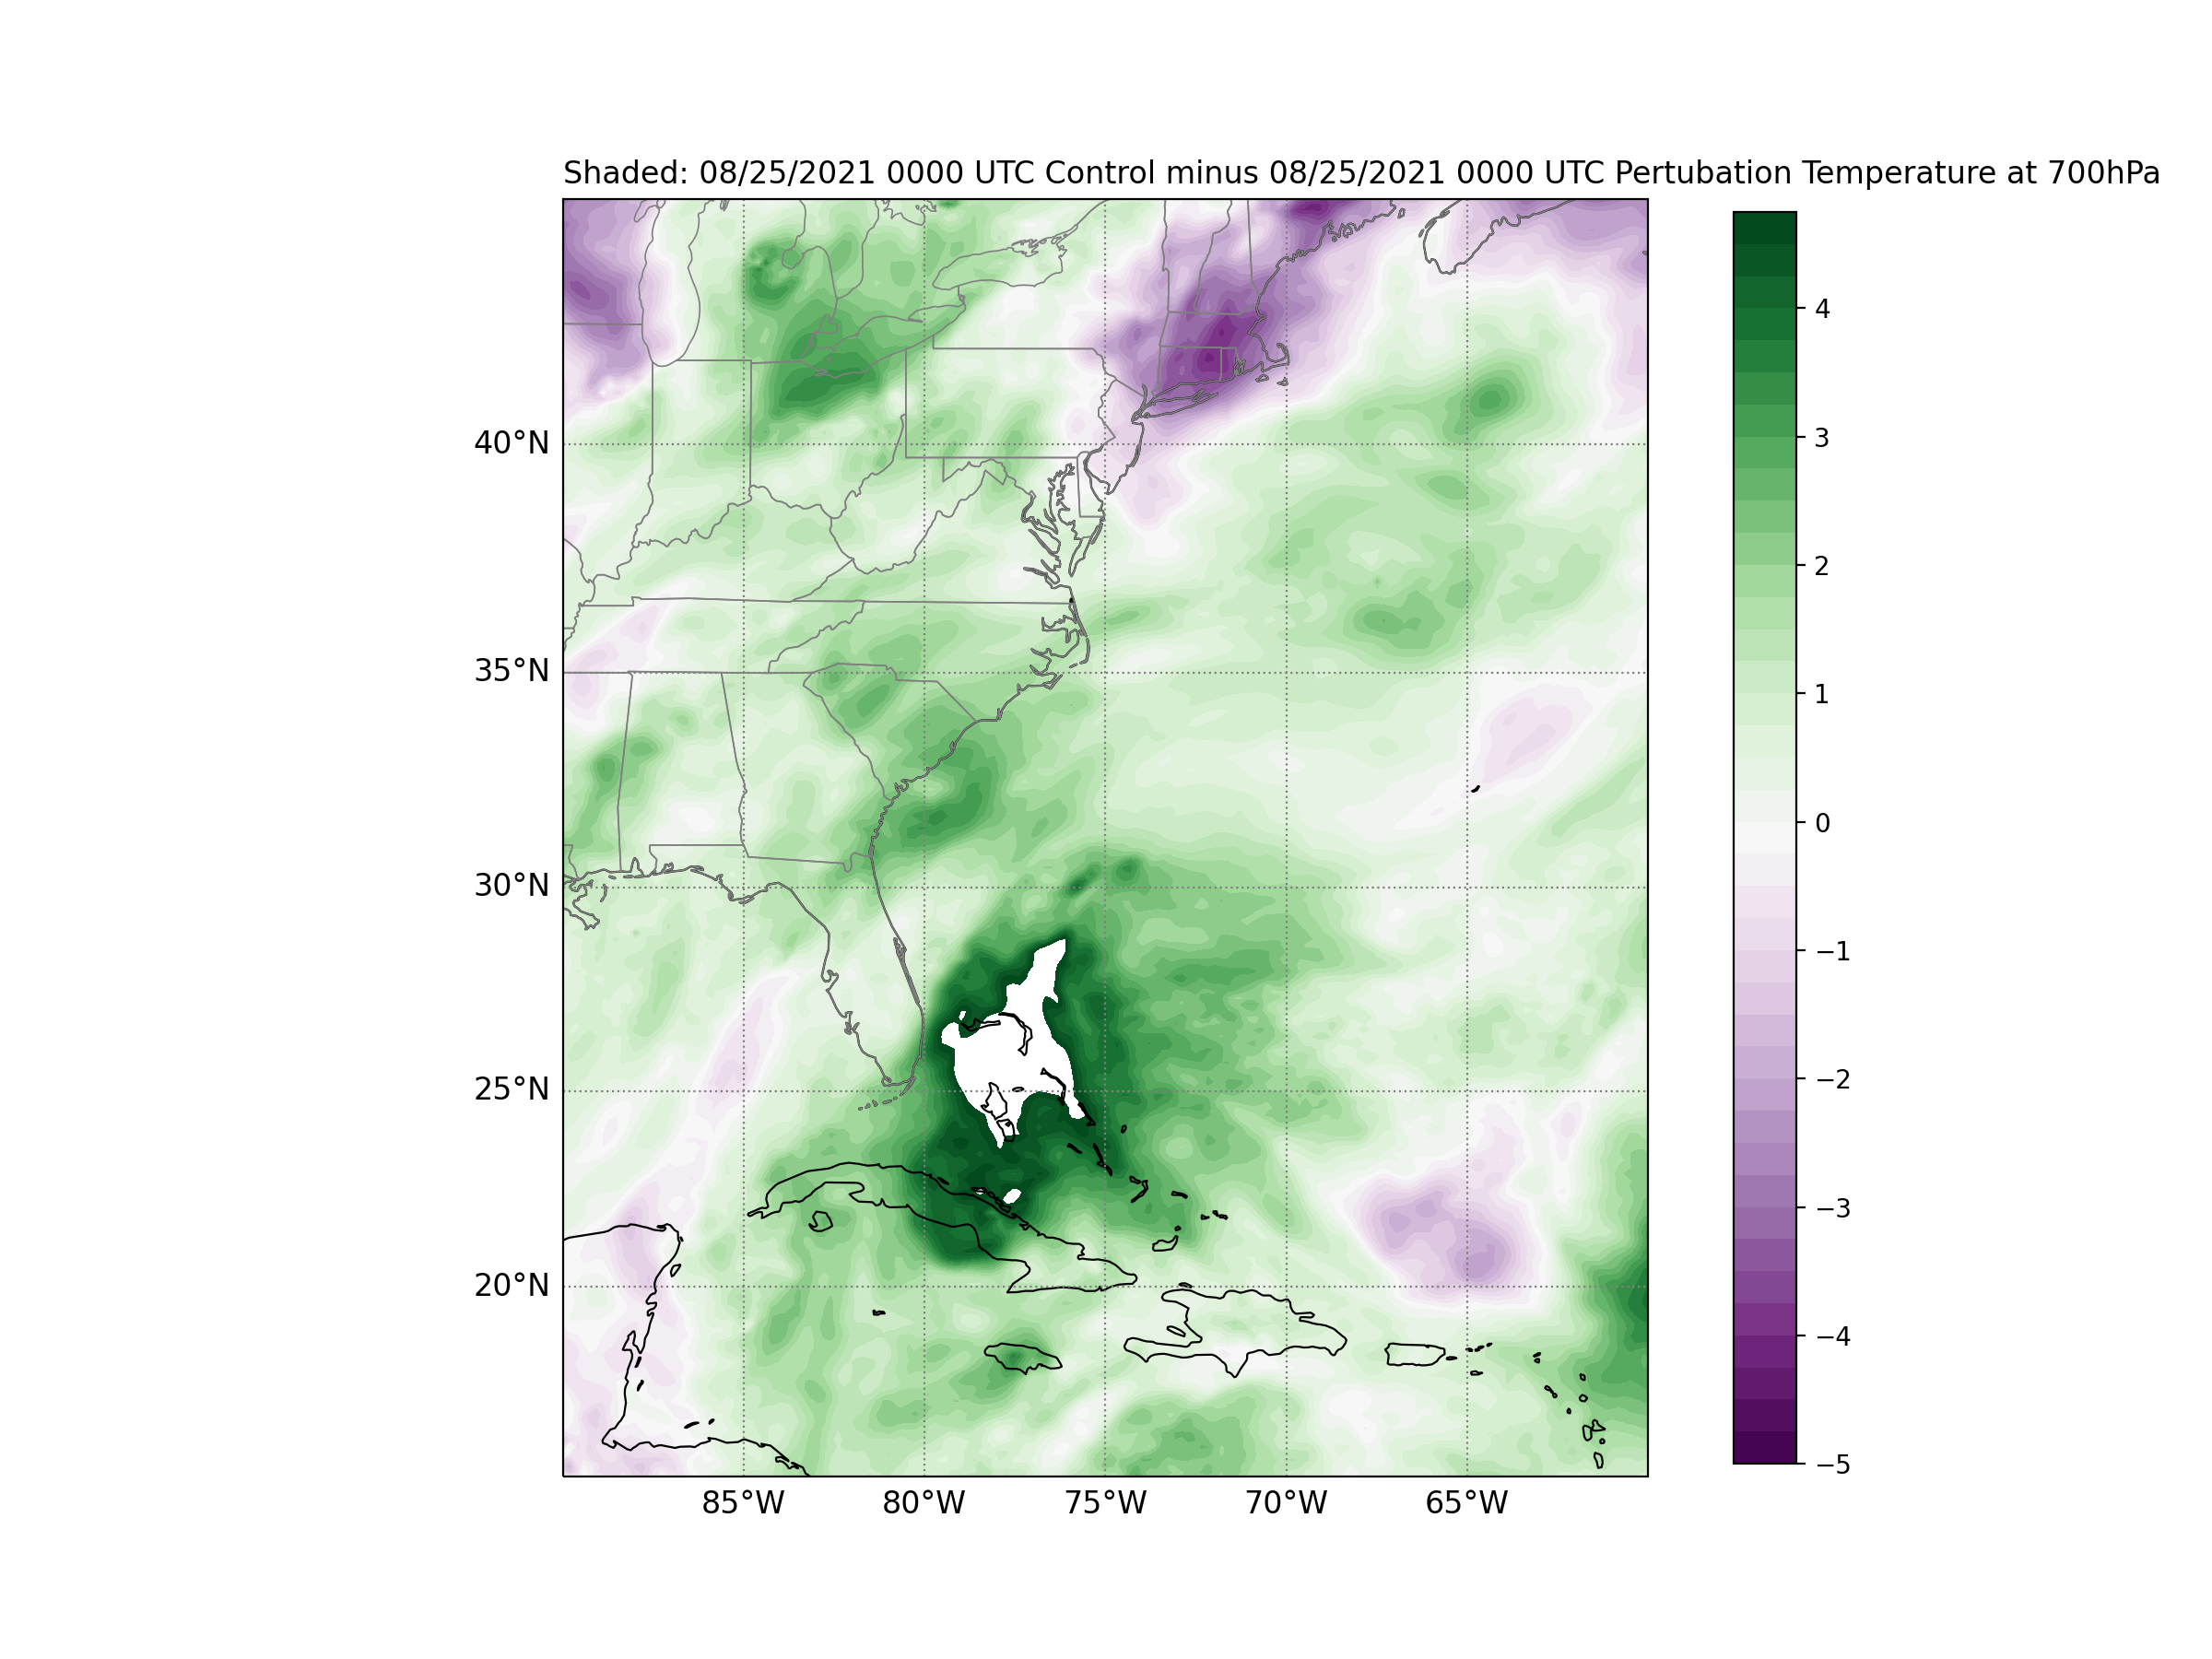 Shaded: 08/25/2021 0000 UTC Control minus 08/25/2021 0000 UTC Pertubation Temperature at 700hPa
4
40°N
3
2
35°N
1
0
30°N
−1
25°N
−2
−3
20°N
−4
−5
85°W 80°W 75°W 70°W 65°W